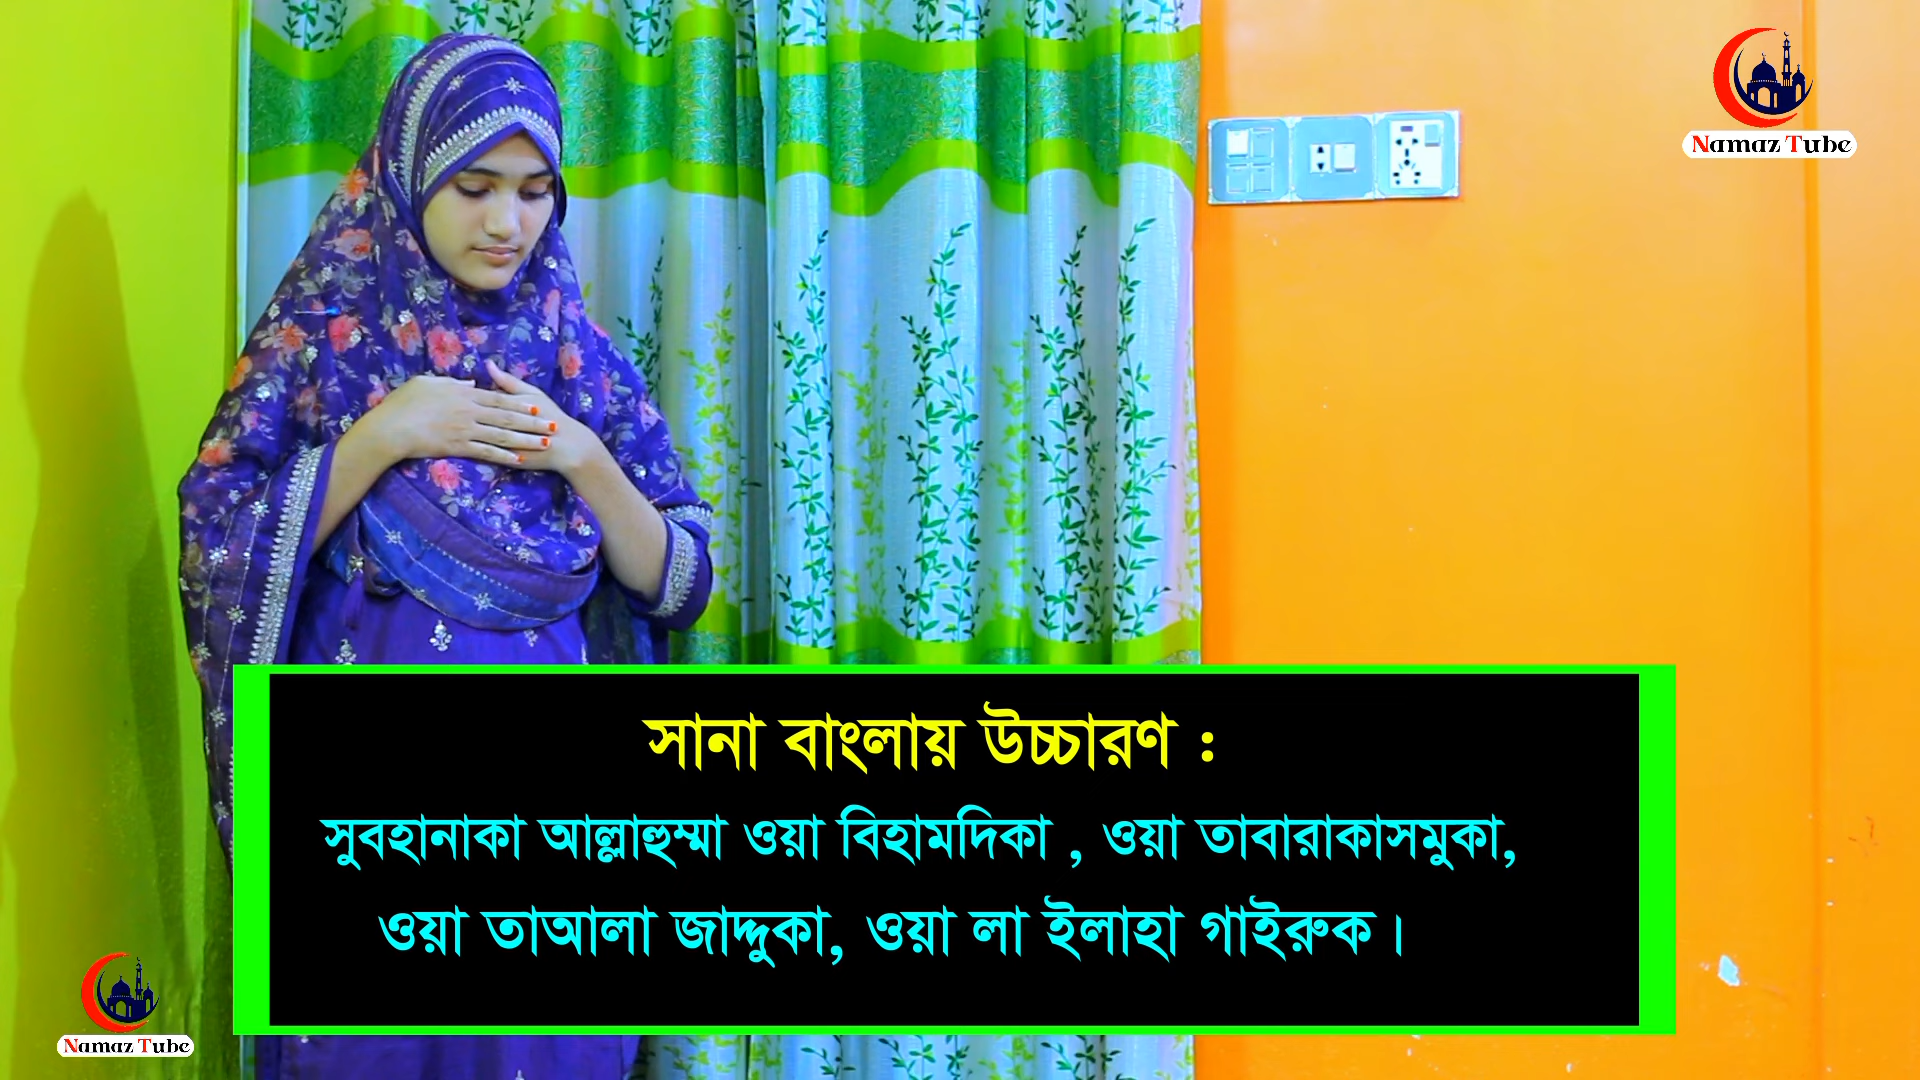 Namaz Tube
সানা বাংলায় উচ্চারণ :
সুবহানাকা আল্লাহুম্মা ওয়া বিহামদিকা , ওয়া তাবারাকাসমুকা,
ওয়া তাআলা জাদ্দুকা, ওয়া লা ইলাহা গাইরুক।
Namaz Tube